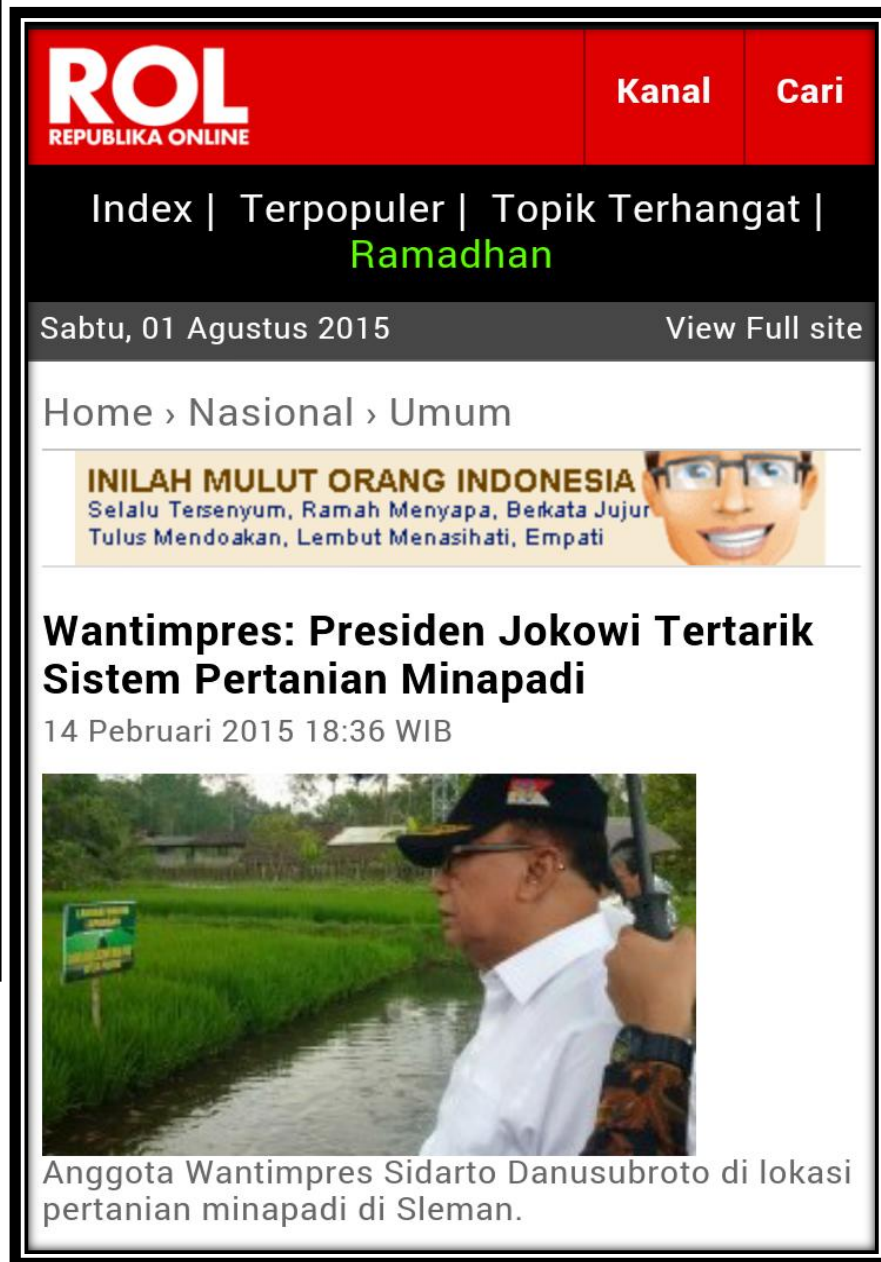 ROL
REPUBLIKA ONLINE
Kanal
Cari
Index | Terpopuler | Topik Terhangat |
Ramadhan
Sabtu, 01 Agustus 2015
View Full site
Home › Nasional › Umum
INILAH MULUT ORANG INDONESIA
Selalu Tersenyum, Ramah Menyapa, Berkata Jujur
Tulus Mendoakan, Lembut Menasihati, Empati
Wantimpres: Presiden Jokowi Tertarik
Sistem Pertanian Minapadi
14 Pebruari 2015 18:36 WIB
Anggota Wantimpres Sidarto Danusubroto di lokasi
pertanian minapadi di Sleman.